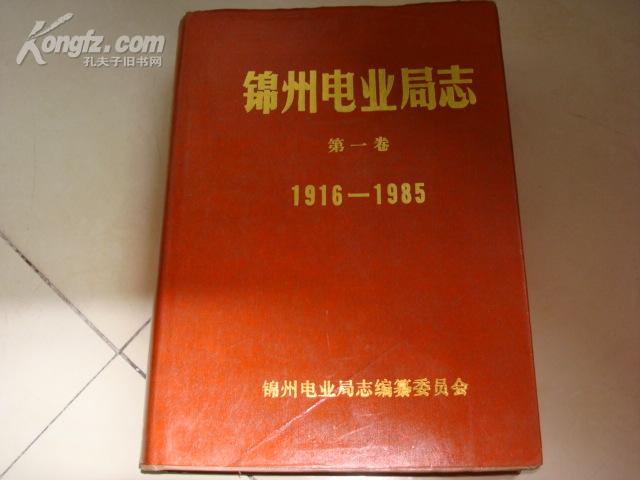 Kongfz.com
孔夫子旧书网
锦州电业局志
第一卷
1916—1985
锦州电业局志编纂委员会